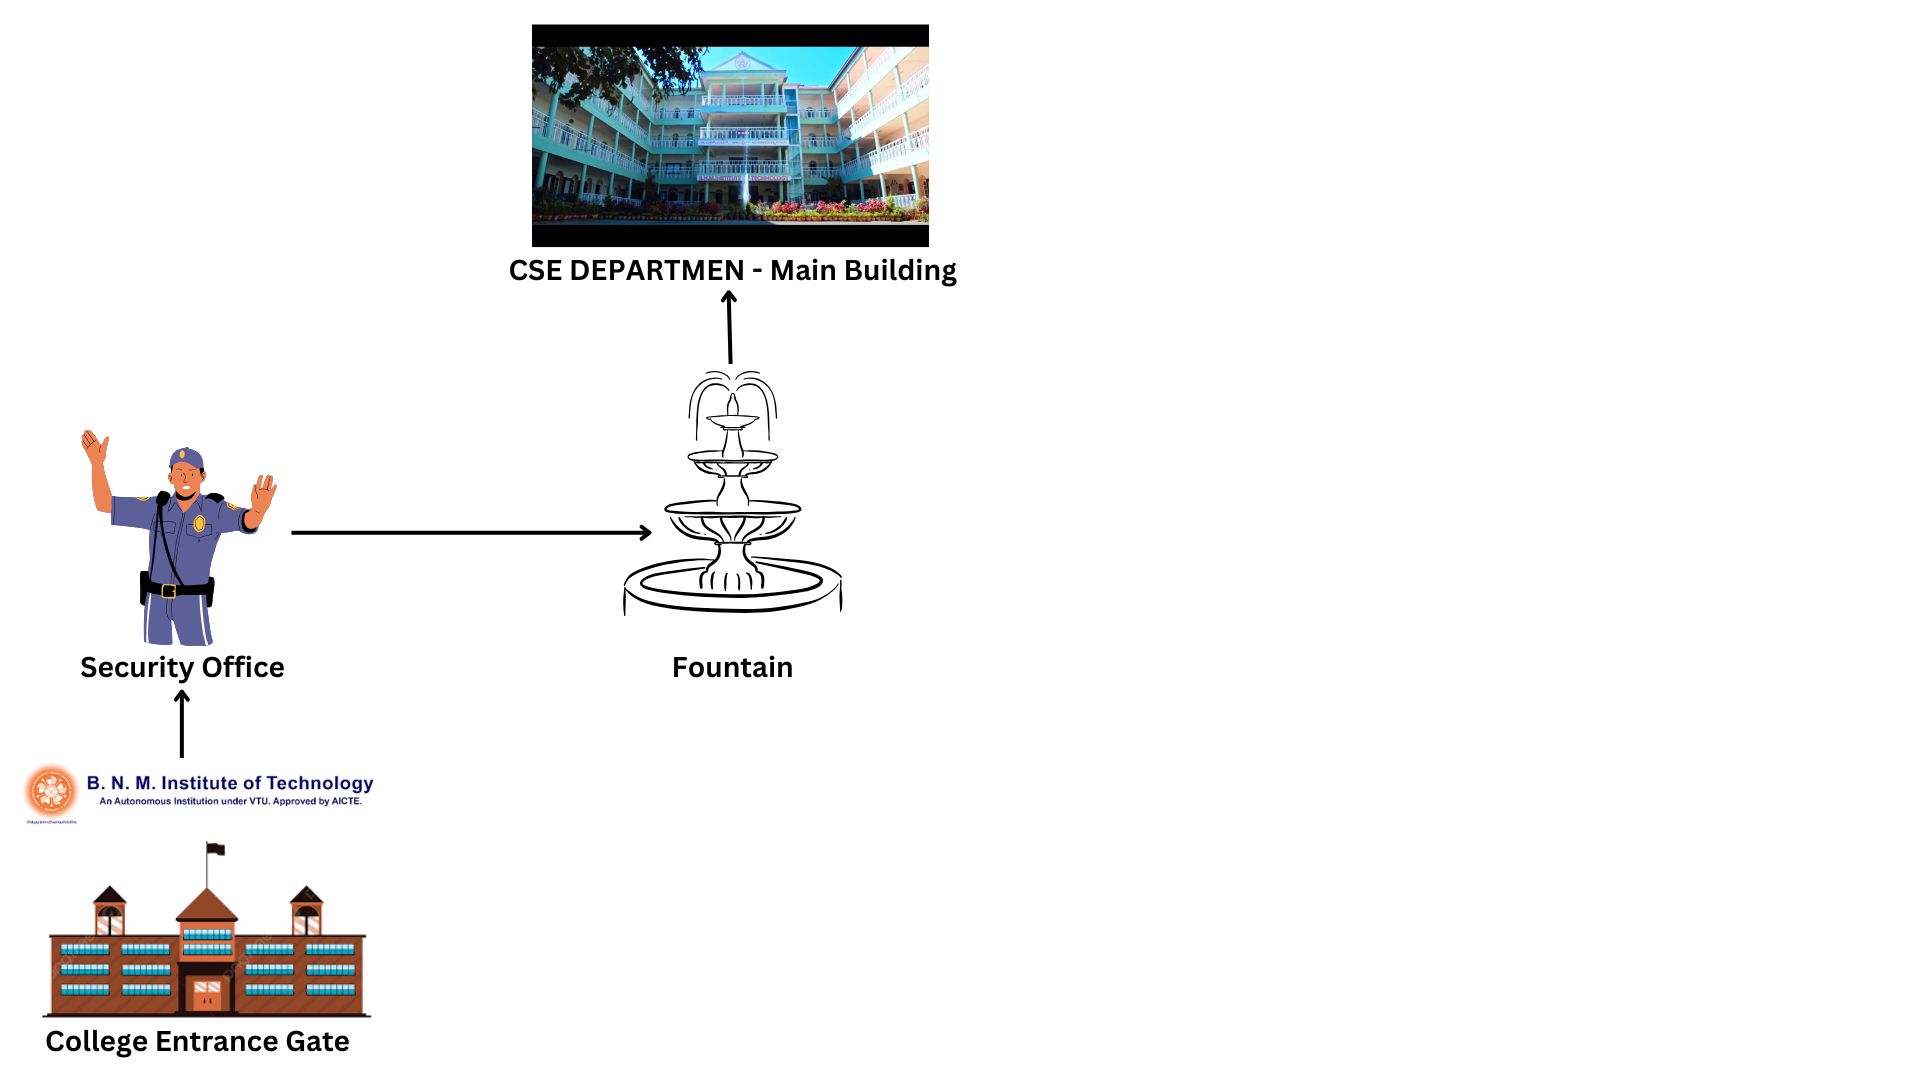 CSE DEPARTMEN - Main Building
Security Office
Fountain
B. N. M. Institute of Technology
An Autonomous Institution under VTU. Approved by AICTE.
College Entrance Gate